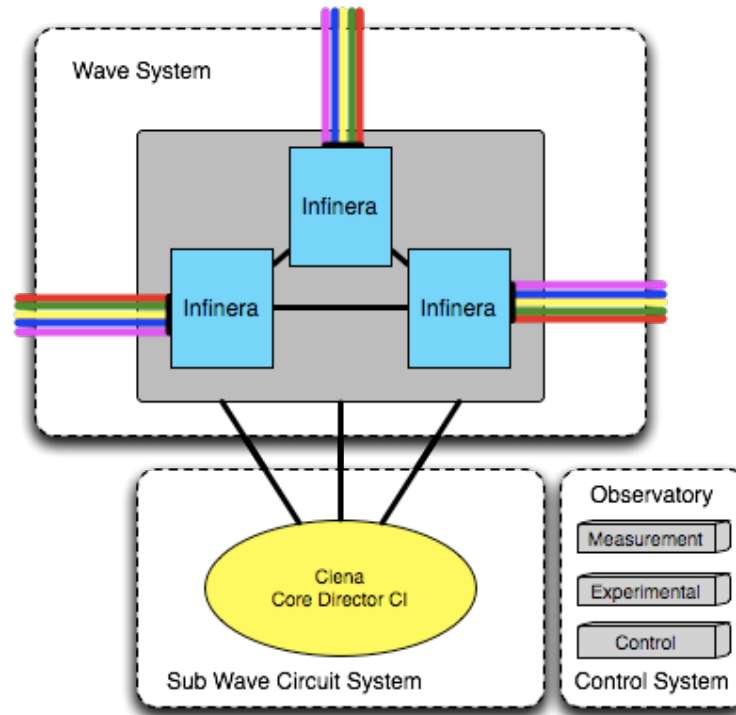 Wave System
Infinera
Infinera
Infinera
Ciena
Core Director CI
Sub Wave Circuit System
Observatory
Measurement
Experimental
Control
Control System